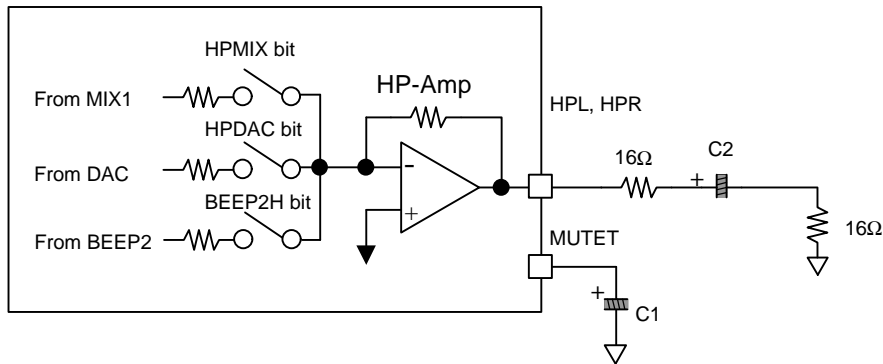 HPMIX bit
HP-Amp
From MIX1
HPL, HPR
HPDAC bit
16Ω
C2
+
From DAC
-
BEEP2H bit
+
16Ω
From BEEP2
MUTET
+
C1